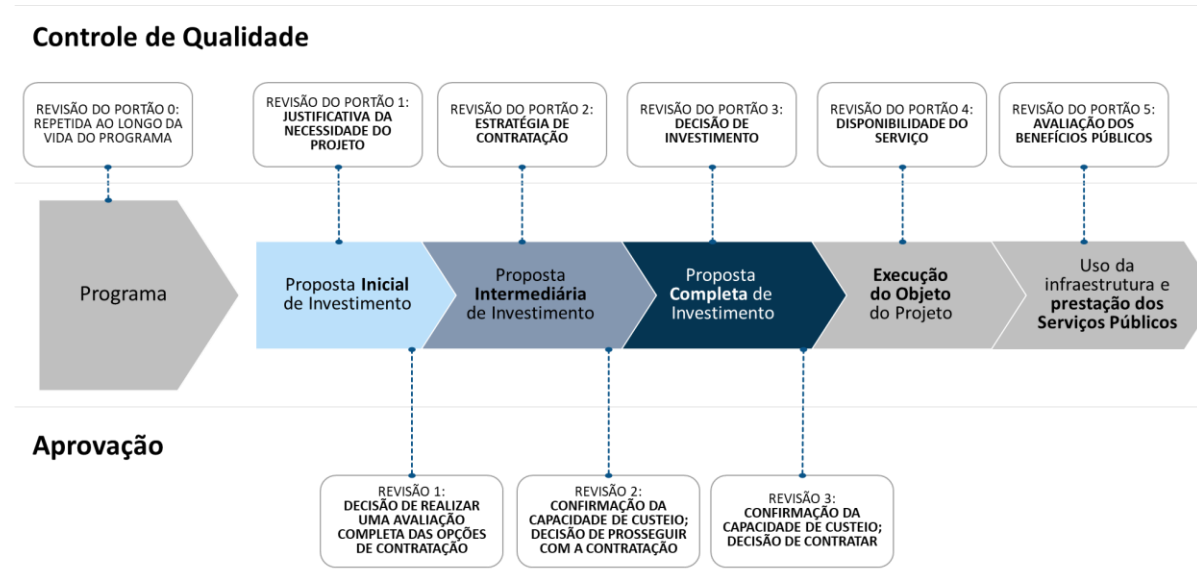 Controle de Qualidade
REVISÃO DO PORTÃO 0:
REPETIDA AO LONGO DA
VIDA DO PROGRAMA
REVISÃO DO PORTÃO 1:
JUSTIFICATIVA DA
NECESSIDADE DO
PROJETO
REVISÃO DO PORTÃO 2:
ESTRATÉGIA DE
CONTRATAÇÃO
REVISÃO DO PORTÃO 3:
DECISÃO DE
INVESTIMENTO
REVISÃO DO PORTÃO 4:
DISPONIBILIDADE DO
SERVIÇO
REVISÃO DO PORTÃO 5:
AVALIAÇÃO DOS
BENEFÍCIOS PÚBLICOS
Programa
Proposta Inicial
de Investimento
Proposta
Intermediária
de Investimento
Proposta
Completa de
Investimento
Execução
do Objeto
do Projeto
Uso da
infraestrutura e
prestação dos
Serviços Públicos
Aprovação
REVISÃO 1:
DECISÃO DE REALIZAR
UMA AVALIAÇÃO
COMPLETA DAS OPÇÕES
DE CONTRATAÇÃO
REVISÃO 2:
CONFIRMAÇÃO DA
CAPACIDADE DE CUSTEIO;
DECISÃO DE PROSSEGUIR
COM A CONTRATAÇÃO
REVISÃO 3:
CONFIRMAÇÃO DA
CAPACIDADE DE CUSTEIO;
DECISÃO DE CONTRATAR